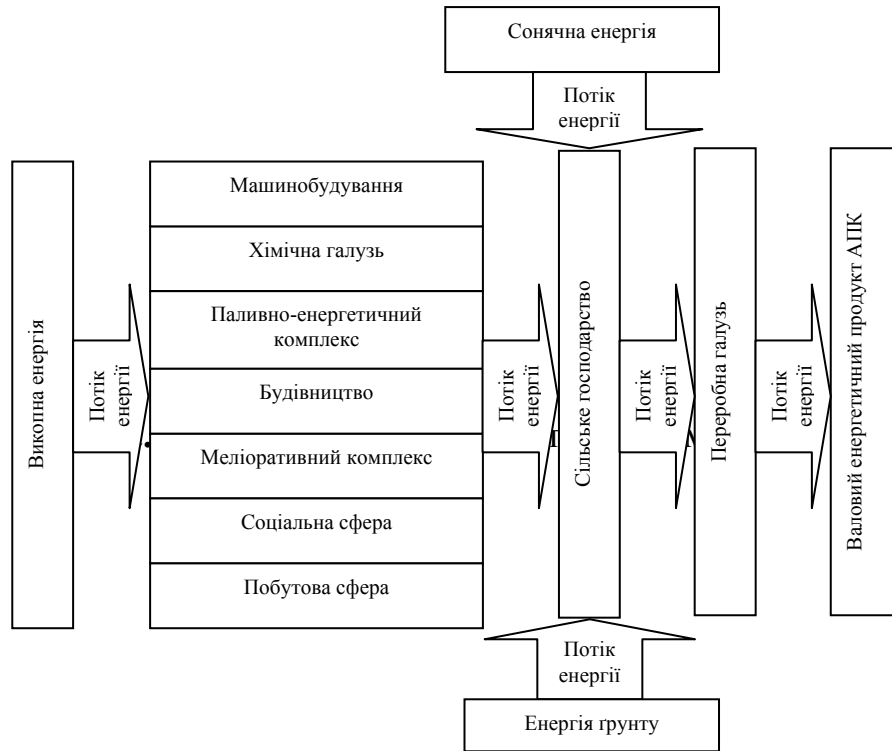 Сонячна енергія
Потік
енергії
Викопна енергія
Потік
енергії
Машинобудування
Хімічна галузь
Паливно-енергетичний
комплекс
Будівництво
Меліоративний комплекс
Соціальна сфера
Побутова сфера
Потік
енергії
Сільське господарство
Потік
енергії
Переробна галузь
Потік
енергії
Валовий енергетичний продукт АПК
Потік
енергії
Енергія ґрунту